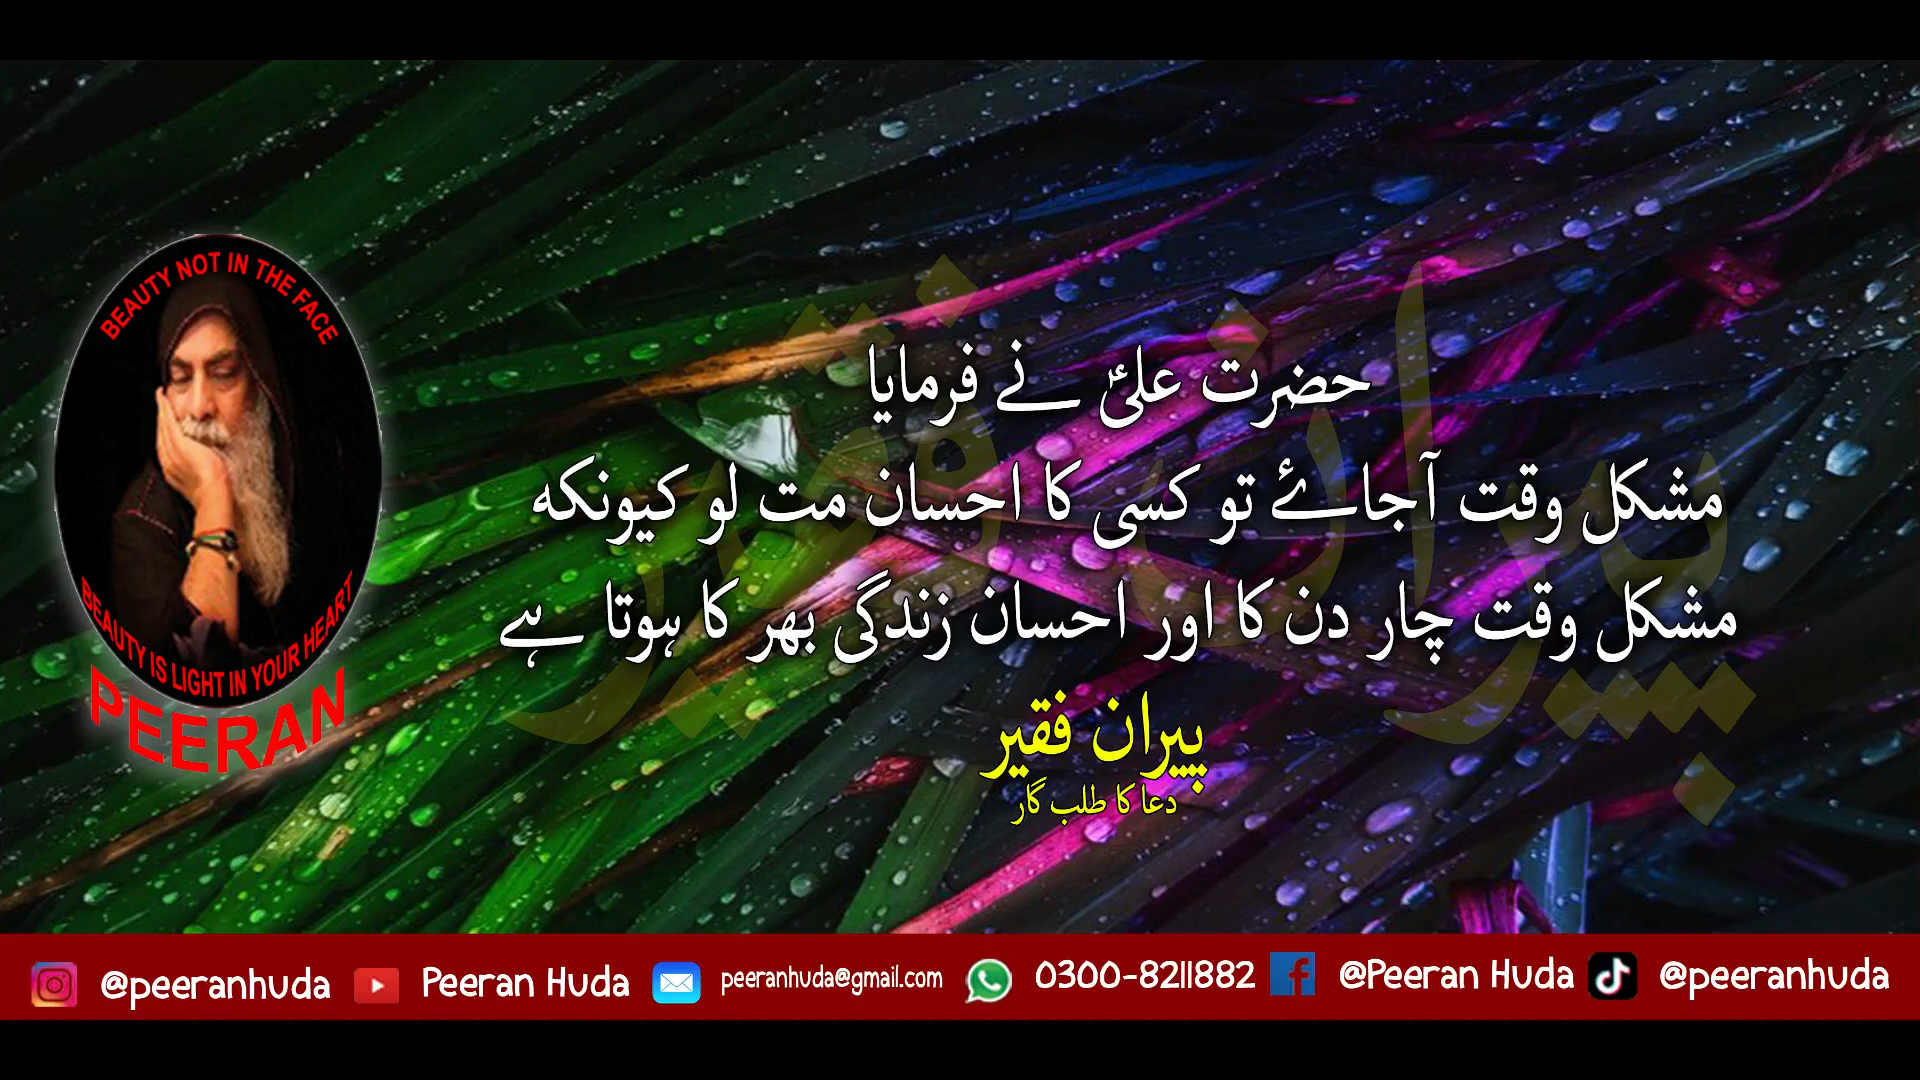 BEAUTY NOT IN THE FACE
BEAUTY IS LIGHT IN YOUR HEART
PEERAN
پیران فقیر
حضرت علیؑ نے فرمایا
مشکل وقت آجائے تو کسی کا احسان مت لو کیونکہ
مشکل وقت چار دن کا اور احسان زندگی بھر کا ہوتا ہے
پیران فقیر
دعا کا طلب گار
@peeranhuda Peeran Huda peeranhuda@gmail.com 0300-8211882 @Peeran Huda @peeranhuda